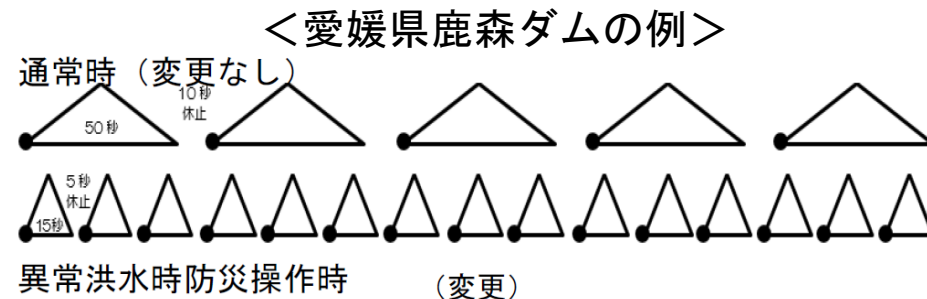 ＜愛媛県鹿森ダムの例＞
通常時（変更なし）
10秒
休止
50秒
5秒
休止
15秒
異常洪水時防災操作時　（変更）